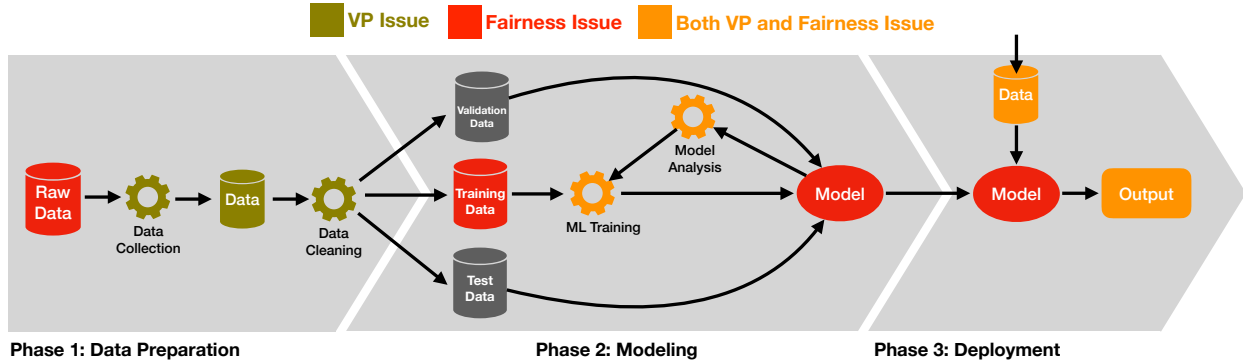 VP Issue
Fairness Issue
Both VP and Fairness Issue
Raw
Data
Data
Collection
Data
Data
Cleaning
Validation
Data
Training
Data
Test
Data
ML Training
Model
Analysis
Model
Data
Model
Output
Phase 1: Data Preparation
Phase 2: Modeling
Phase 3: Deployment